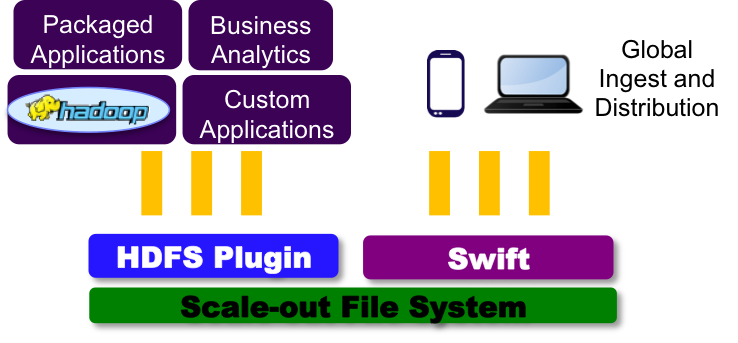 Packaged
Applications
Business
Analytics
hadoop
Custom
Applications
Global
Ingest and
Distribution
HDFS Plugin
Swift
Scale-out File System